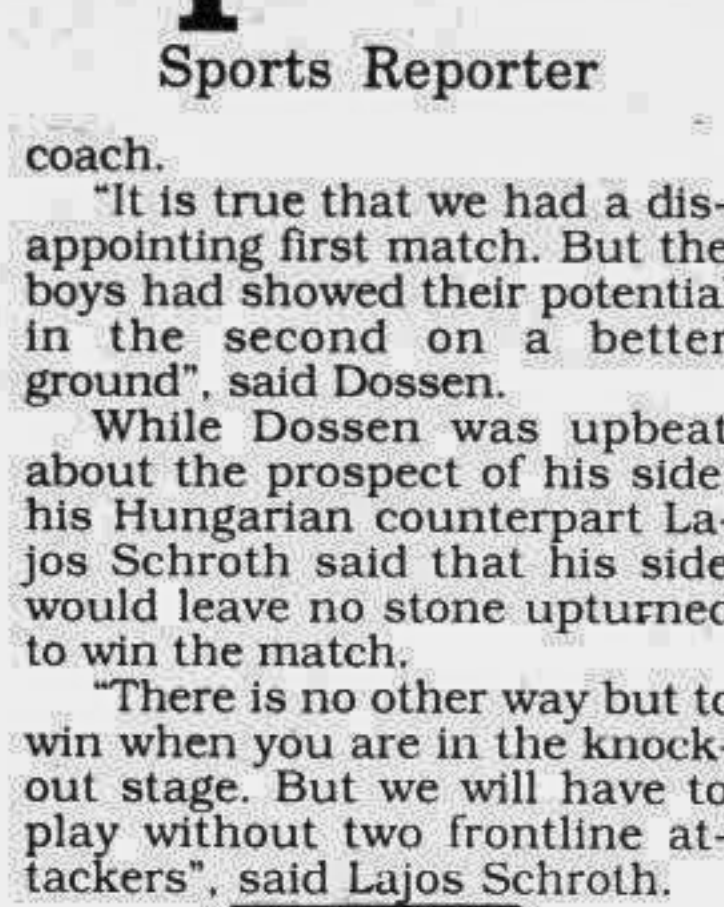 Sports Reporter
coach.
"It is true that we had a dis-
appointing first match. But the
boys had showed their potential
in the second on a better
ground", said Dossen.
While Dossen was upbeat
about the prospect of his side,
his Hungarian counterpart La-
jos Schroth said that his side
would leave no stone upturned
to win the match.
"There is no other way but to
win when you are in the knock-
out stage. But we will have to
play without two frontline at-
tackers", said Lajos Schroth.